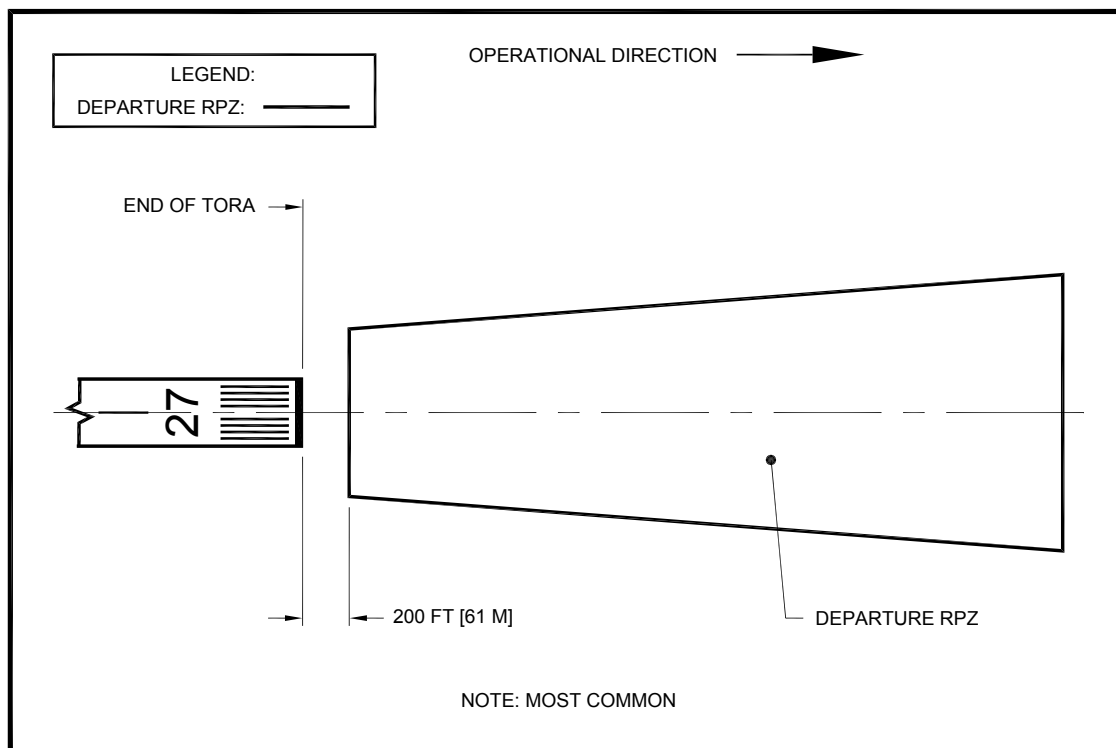 OPERATIONAL DIRECTION
LEGEND:
DEPARTURE RPZ:
END OF TORA
27
200 FT [61 M]
DEPARTURE RPZ
NOTE: MOST COMMON